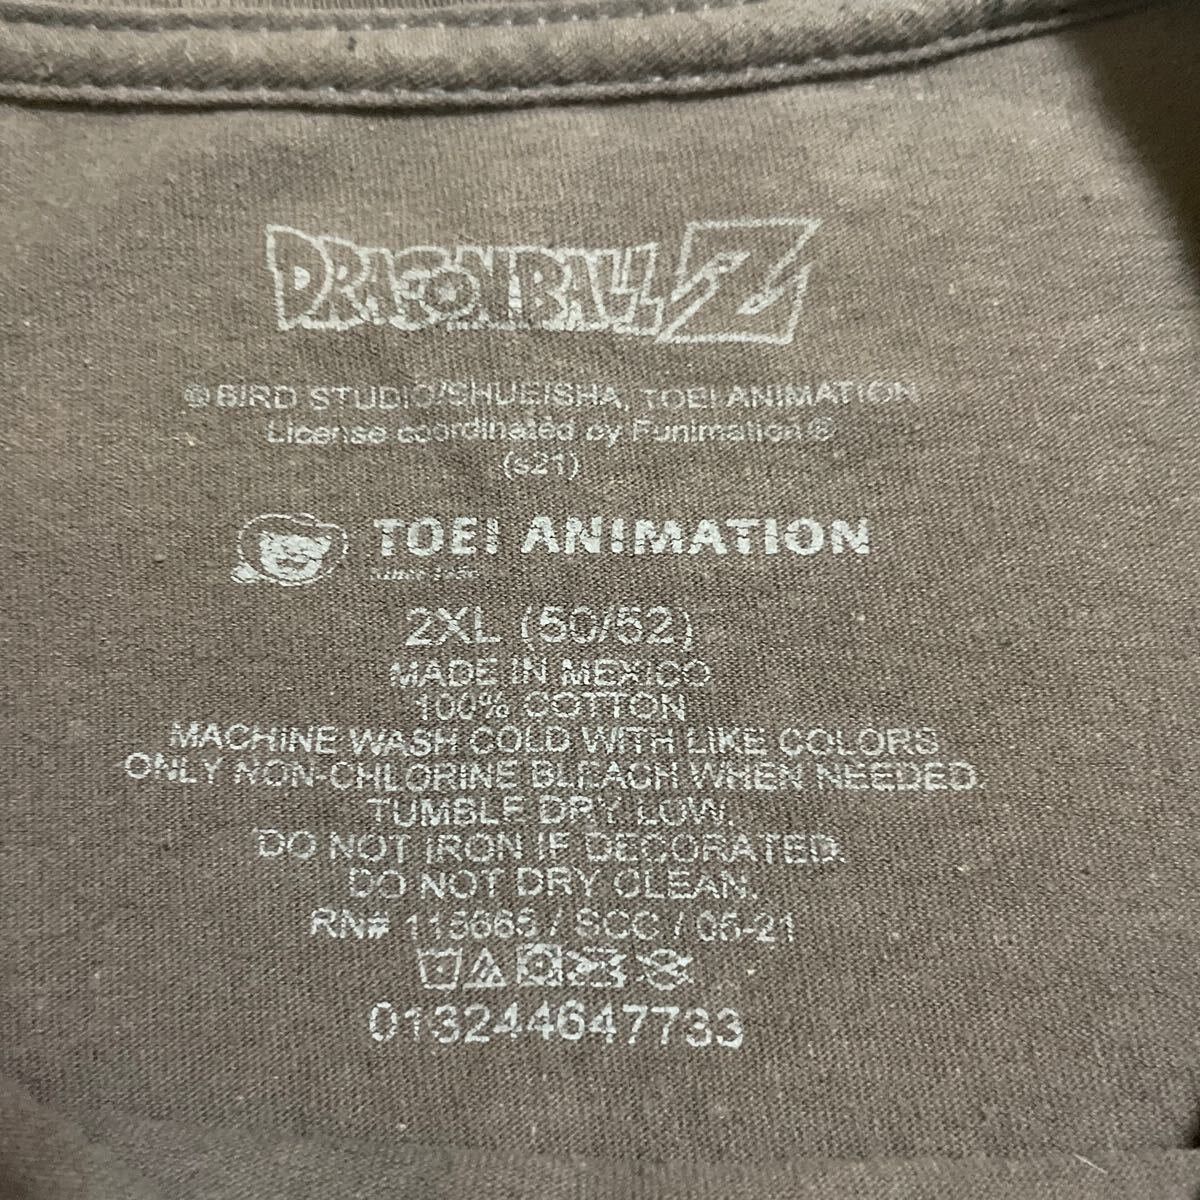 DRAGONBALL Z
© BIRD STUDIO/SHUEISHA, TOEI ANIMATION
License coordinated by Funimation®
(s21)
TOEI ANIMATION
Since 1956
2XL (50/52)
MADE IN MEXICO
100% COTTON
MACHINE WASH COLD WITH LIKE COLORS
ONLY NON-CHLORINE BLEACH WHEN NEEDED.
TUMBLE DRY LOW.
DO NOT IRON IF DECORATED.
DO NOT DRY CLEAN.
RN# / SCC / 05-21
013244647733